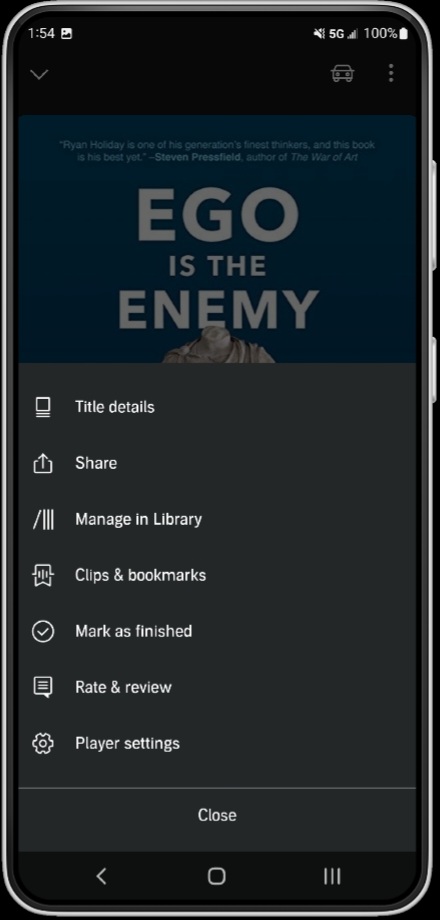 1:54 5G 100%
"Ryan Holiday is one of his generation's finest thinkers, and this book
is his best yet." –Steven Pressfield, author of The War of Art
EGO
IS THE
ENEMY
Title details
Share
Manage in Library
Clips & bookmarks
Mark as finished
Rate & review
Player settings
Close